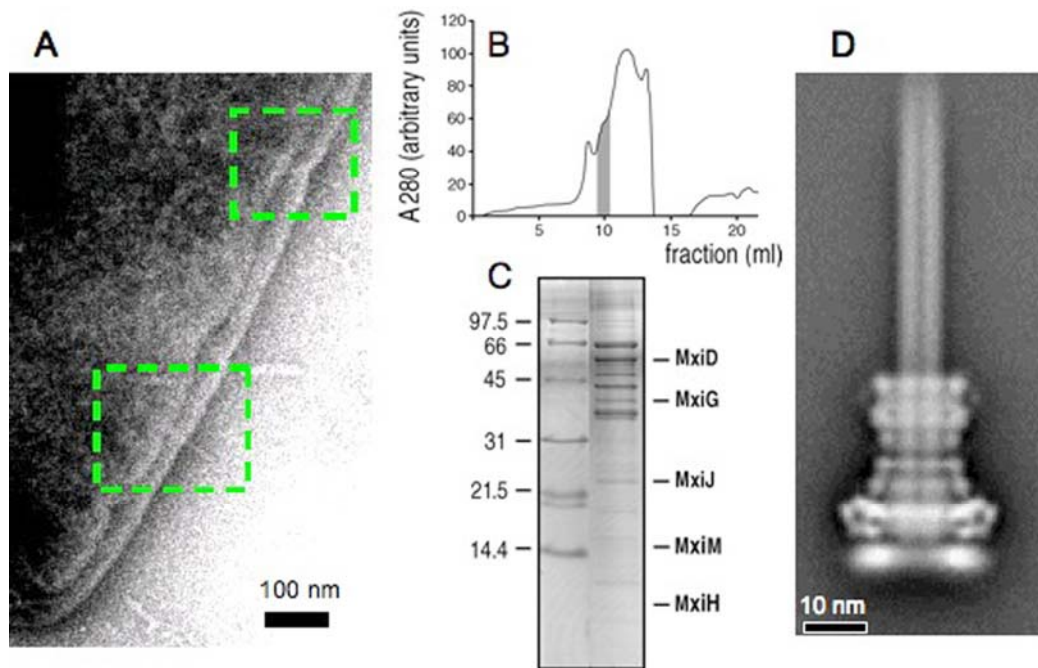 A
100 nm
B
A280 (arbitrary units)
120
100
80
60
40
20
0
5
10
15
20
fraction (ml)
C
97.5
66
45
31
21.5
14.4
MxiD
MxiG
MxiJ
MxiM
MxiH
D
10 nm